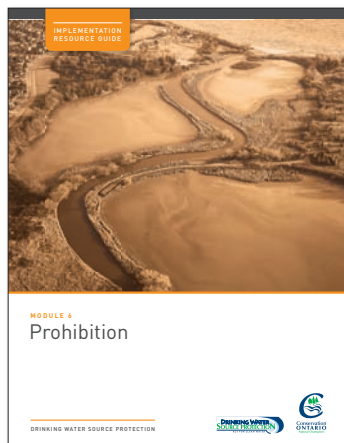 IMPLEMENTATION
RESOURCE GUIDE
MODULE 6
Prohibition
DRINKING WATER SOURCE PROTECTION
DRINKING WATER
SOURCE PROTECTION
Conservation
ONTARIO